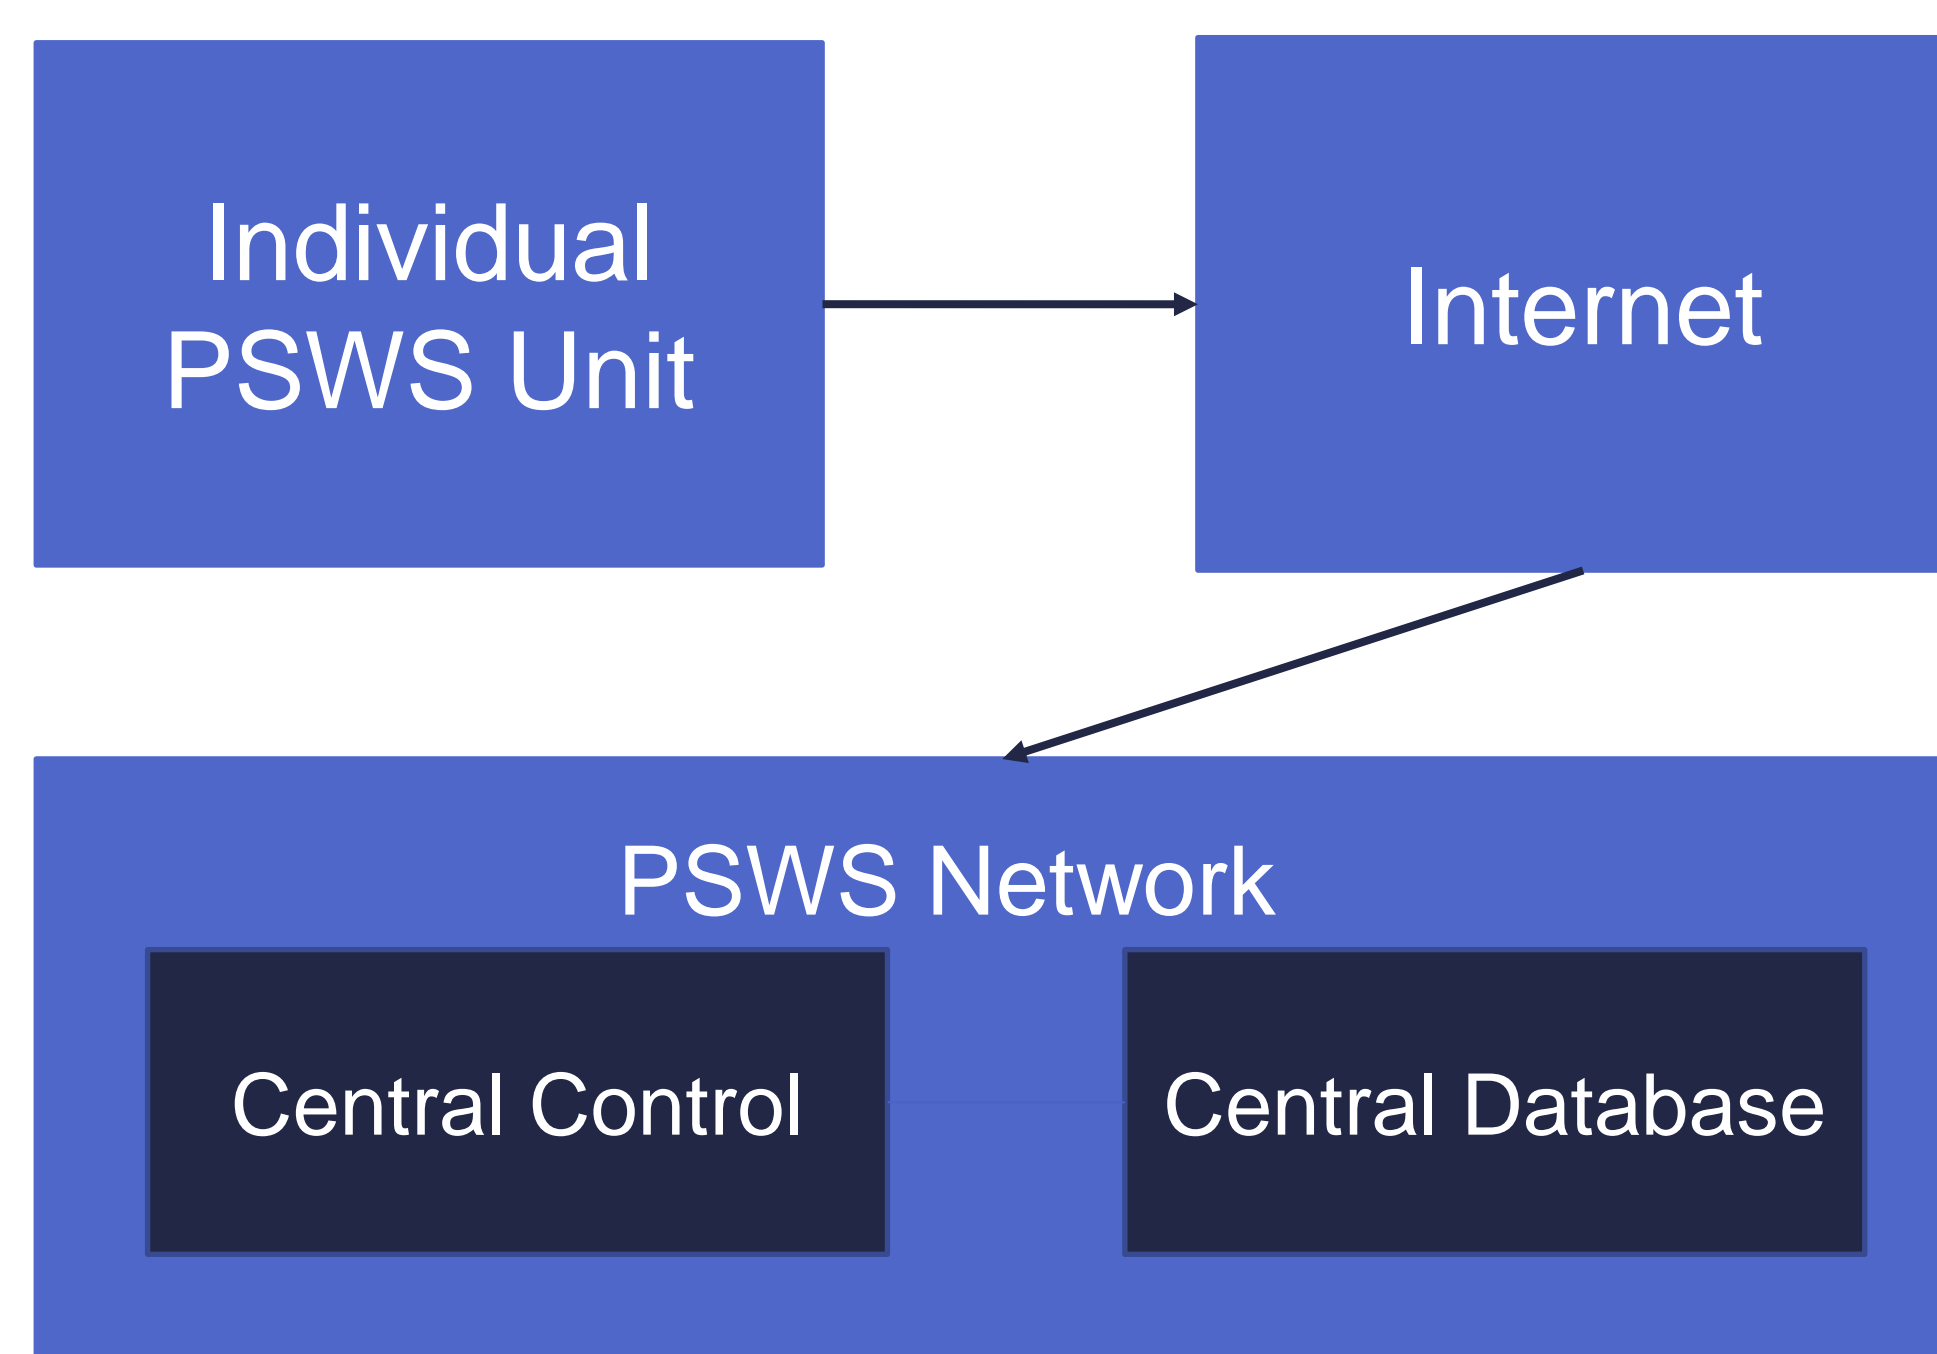 Individual
PSWS Unit
Internet
PSWS Network
Central Control
Central Database